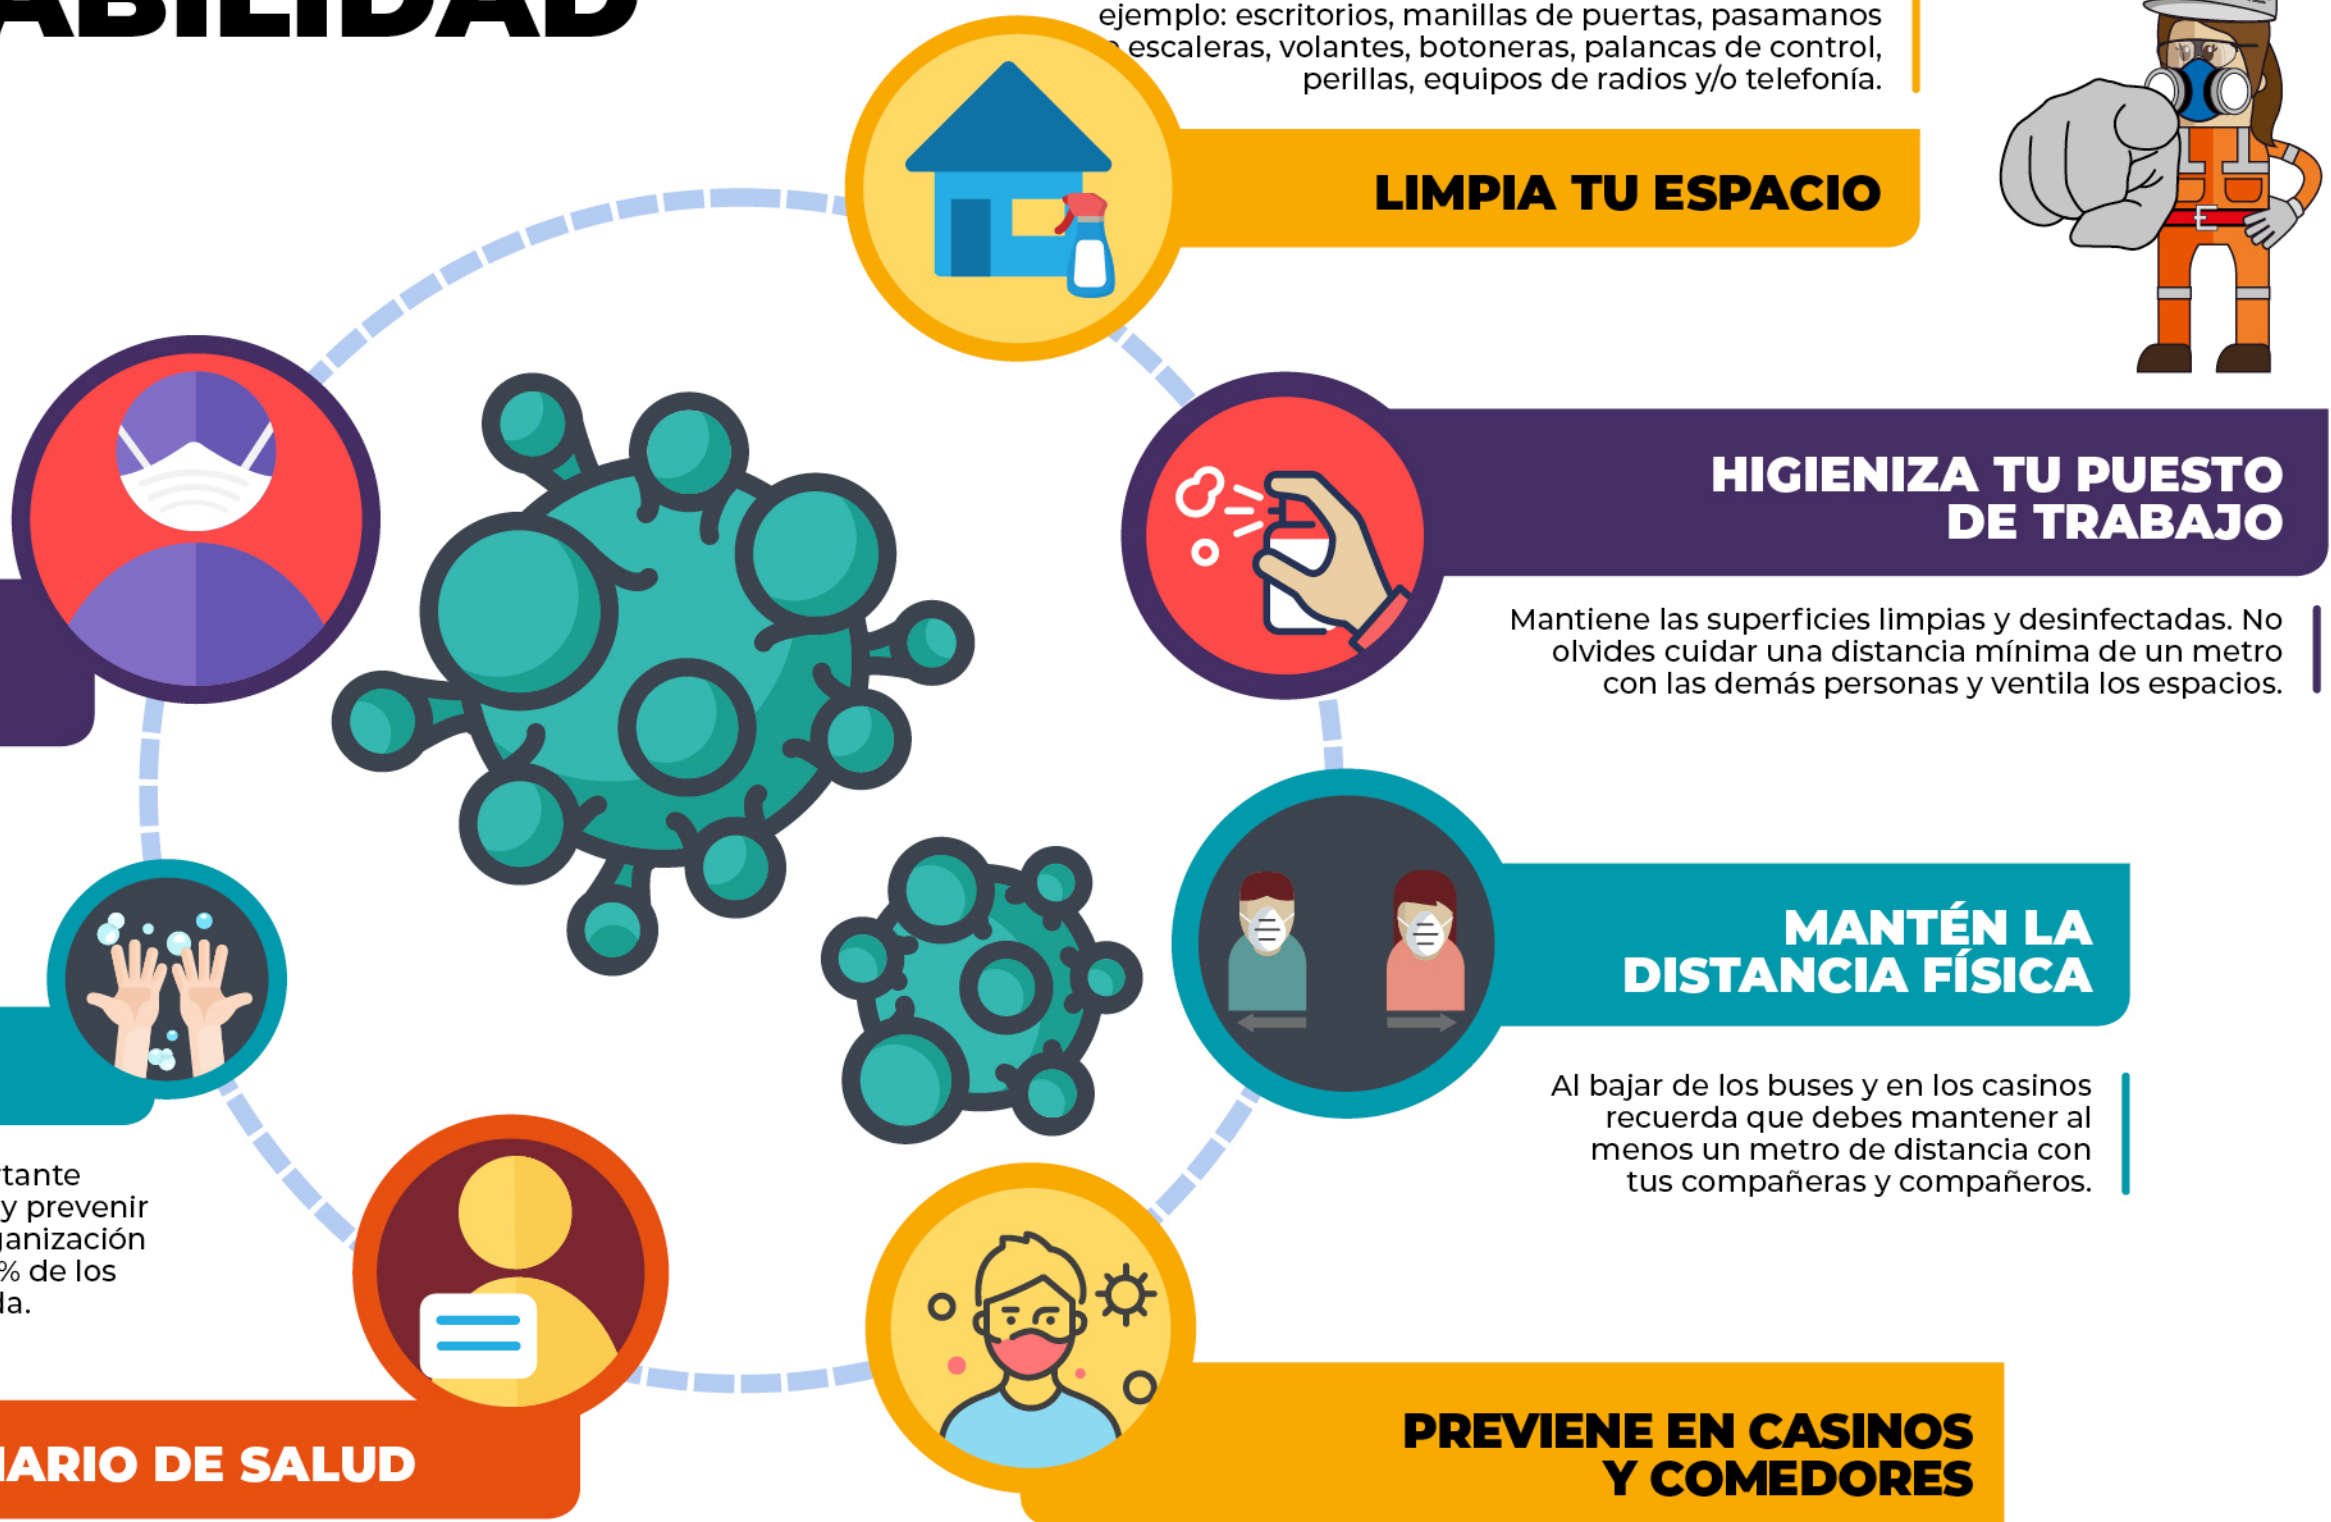 ABILIDAD
ejemplo: escritorios, manillas de puertas, pasamanos
escaleras, volantes, botoneras, palancas de control,
perillas, equipos de radios y/o telefonía.
LIMPIA TU ESPACIO
HIGIENIZA TU PUESTO
DE TRABAJO
Mantiene las superficies limpias y desinfectadas. No
olvides cuidar una distancia mínima de un metro
con las demás personas y ventila los espacios.
MANTÉN LA
DISTANCIA FÍSICA
Al bajar de los buses y en los casinos
recuerda que debes mantener al
menos un metro de distancia con
tus compañeras y compañeros.
tante
y prevenir
ganización
% de los
da.
IARIO DE SALUD
PREVIENE EN CASINOS
Y COMEDORES